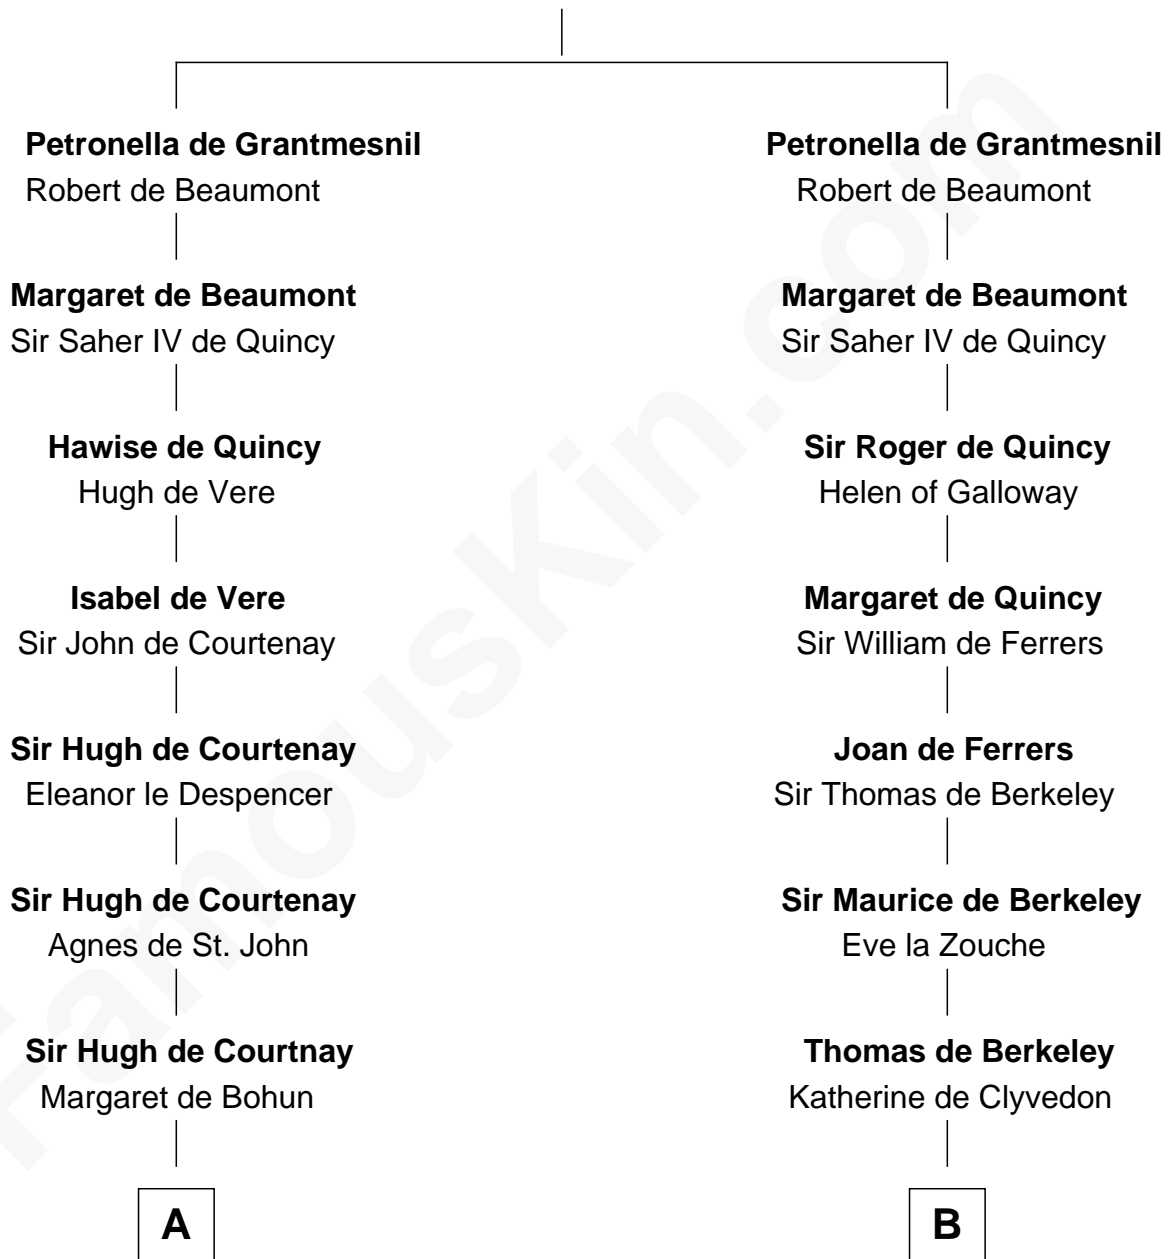 Petronella de Grantmesnil
Robert de Beaumont
Margaret de Beaumont
Sir Saher IV de Quincy
Hawise de Quincy
Hugh de Vere
Isabel de Vere
Sir John de Courtenay
Sir Hugh de Courtenay
Eleanor le Despencer
Sir Hugh de Courtenay
Agnes de St. John
Sir Hugh de Courtnay
Margaret de Bohun
A
Petronella de Grantmesnil
Robert de Beaumont
Margaret de Beaumont
Sir Saher IV de Quincy
Sir Roger de Quincy
Helen of Galloway
Margaret de Quincy
Sir William de Ferrers
Joan de Ferrers
Sir Thomas de Berkeley
Sir Maurice de Berkeley
Eve la Zouche
Thomas de Berkeley
Katherine de Clyvedon
B
FamousKin.com